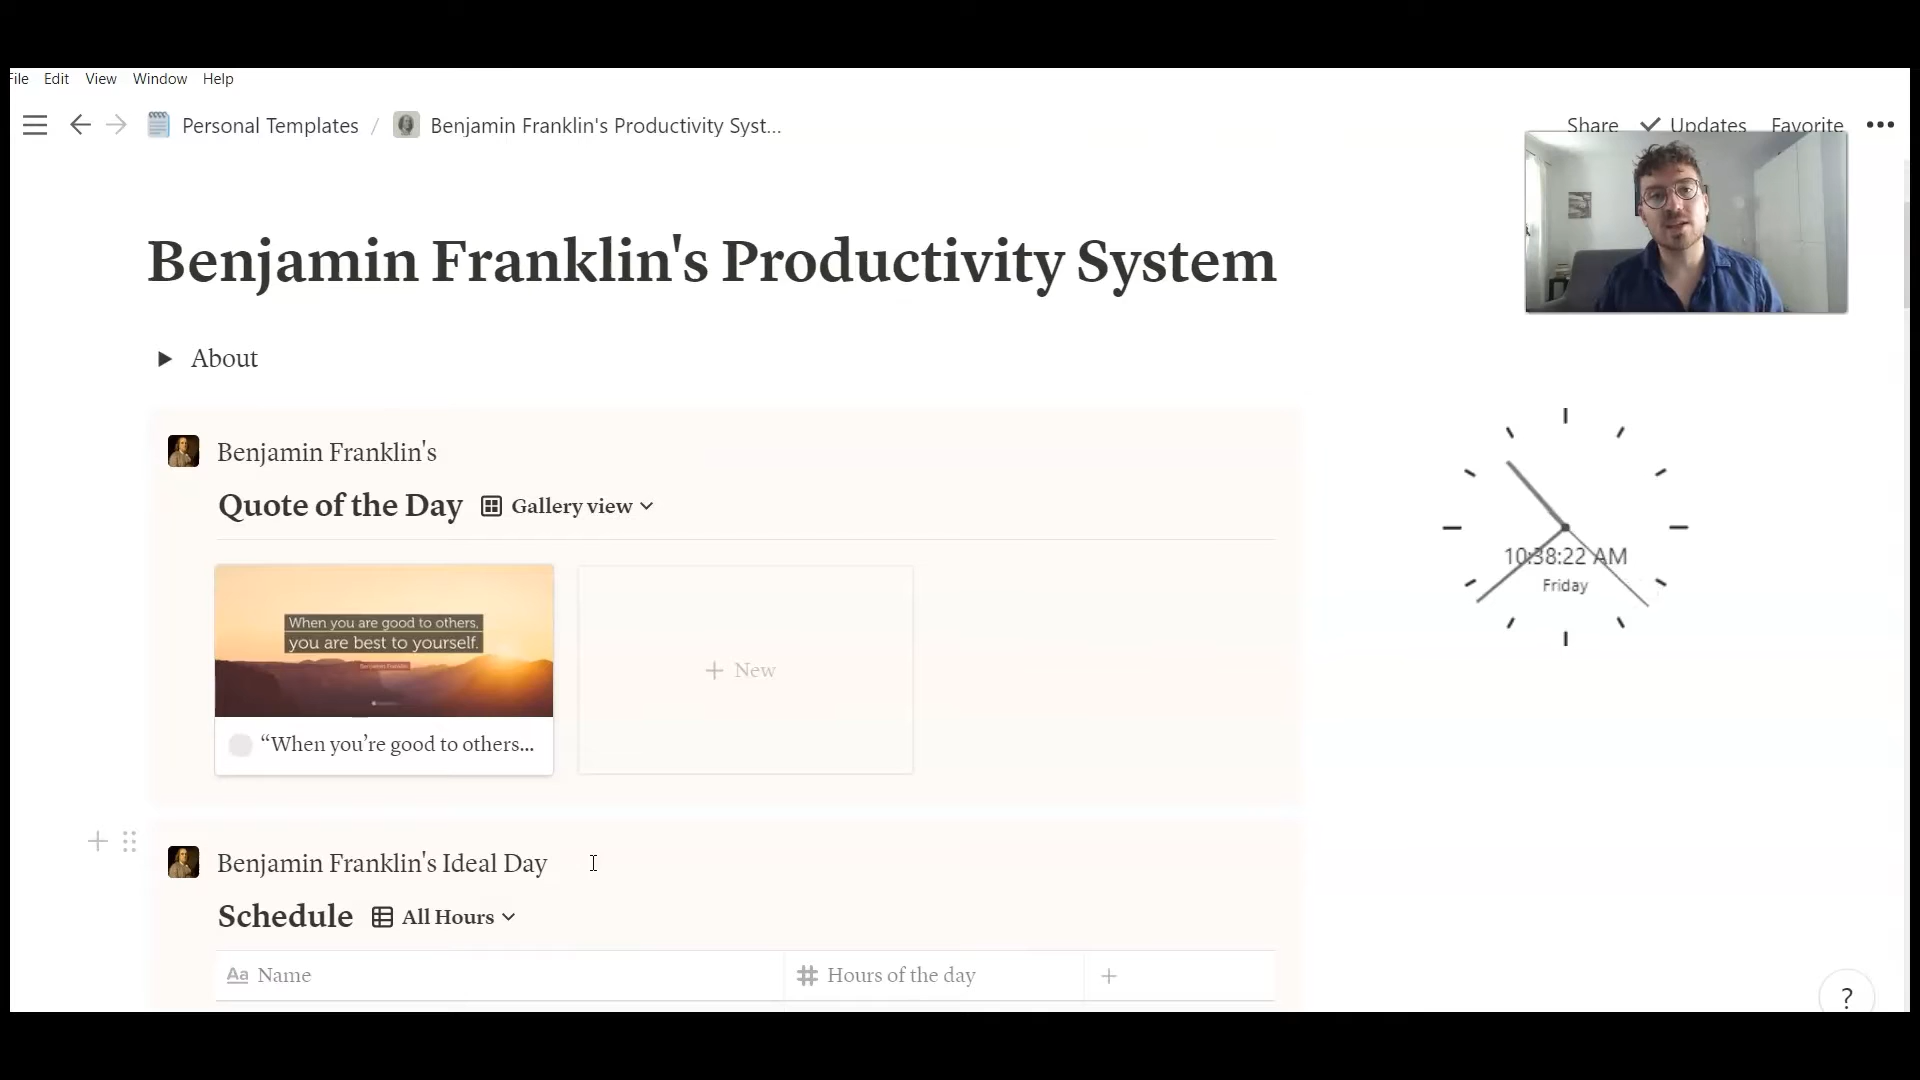 File Edit View Window Help
Personal Templates / Benjamin Franklin's Productivity Syst...
Share Updates Favorite
Benjamin Franklin's Productivity System
About
Benjamin Franklin's
Quote of the Day Gallery view
When you are good to others,
you are best to yourself.
Benjamin Franklin
+ New
“When you’re good to others...
10:38:22 AM
Friday
Benjamin Franklin's Ideal Day
Schedule All Hours
Aa Name # Hours of the day +
?